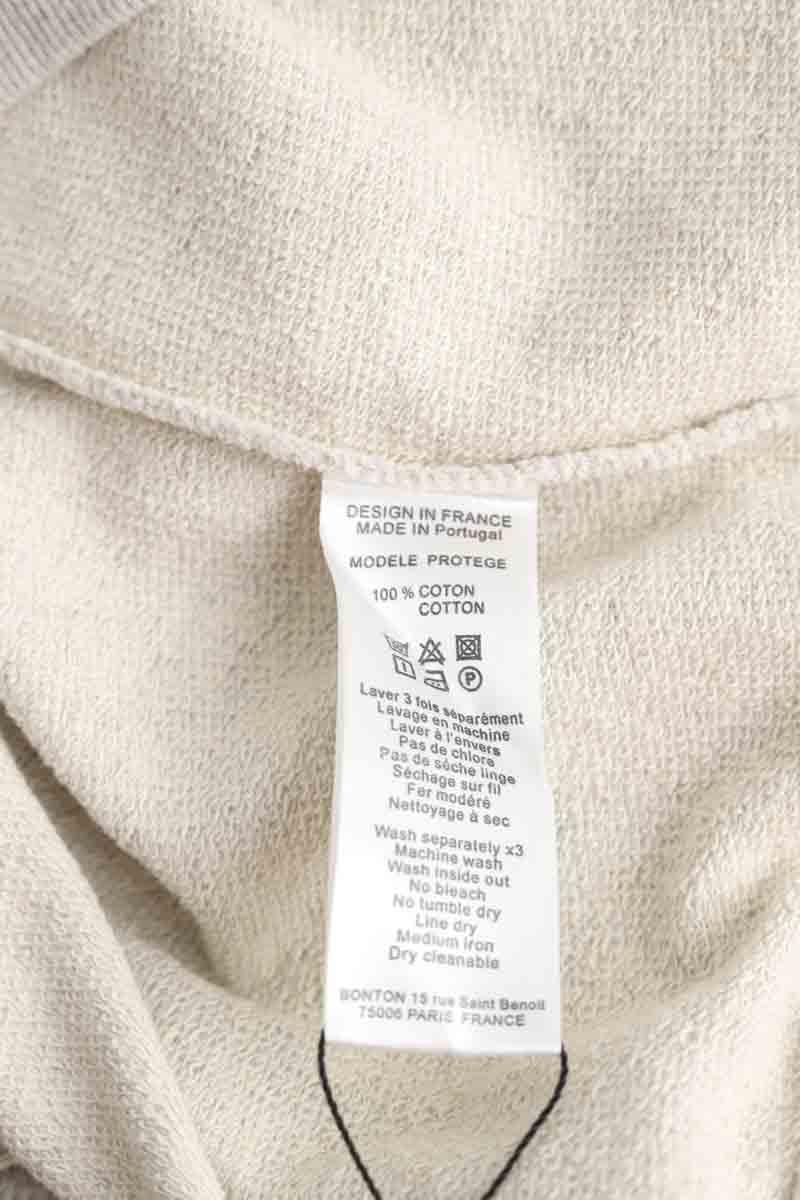 DESIGN IN FRANCE
MADE IN Portugal
MODELE PROTEGE
100 % COTON
COTTON
P
Laver 3 fois séparément
Lavage en machine
Laver à l'envers
Pas de chlore
Pas de sèche linge
Séchage sur fil
Fer modéré
Nettoyage à sec
Wash separately x3
Machine wash
Wash inside out
No bleach
No tumble dry
Line dry
Medium iron
Dry cleanable
BONTON 15 rue Saint Benoit
75006 PARIS FRANCE